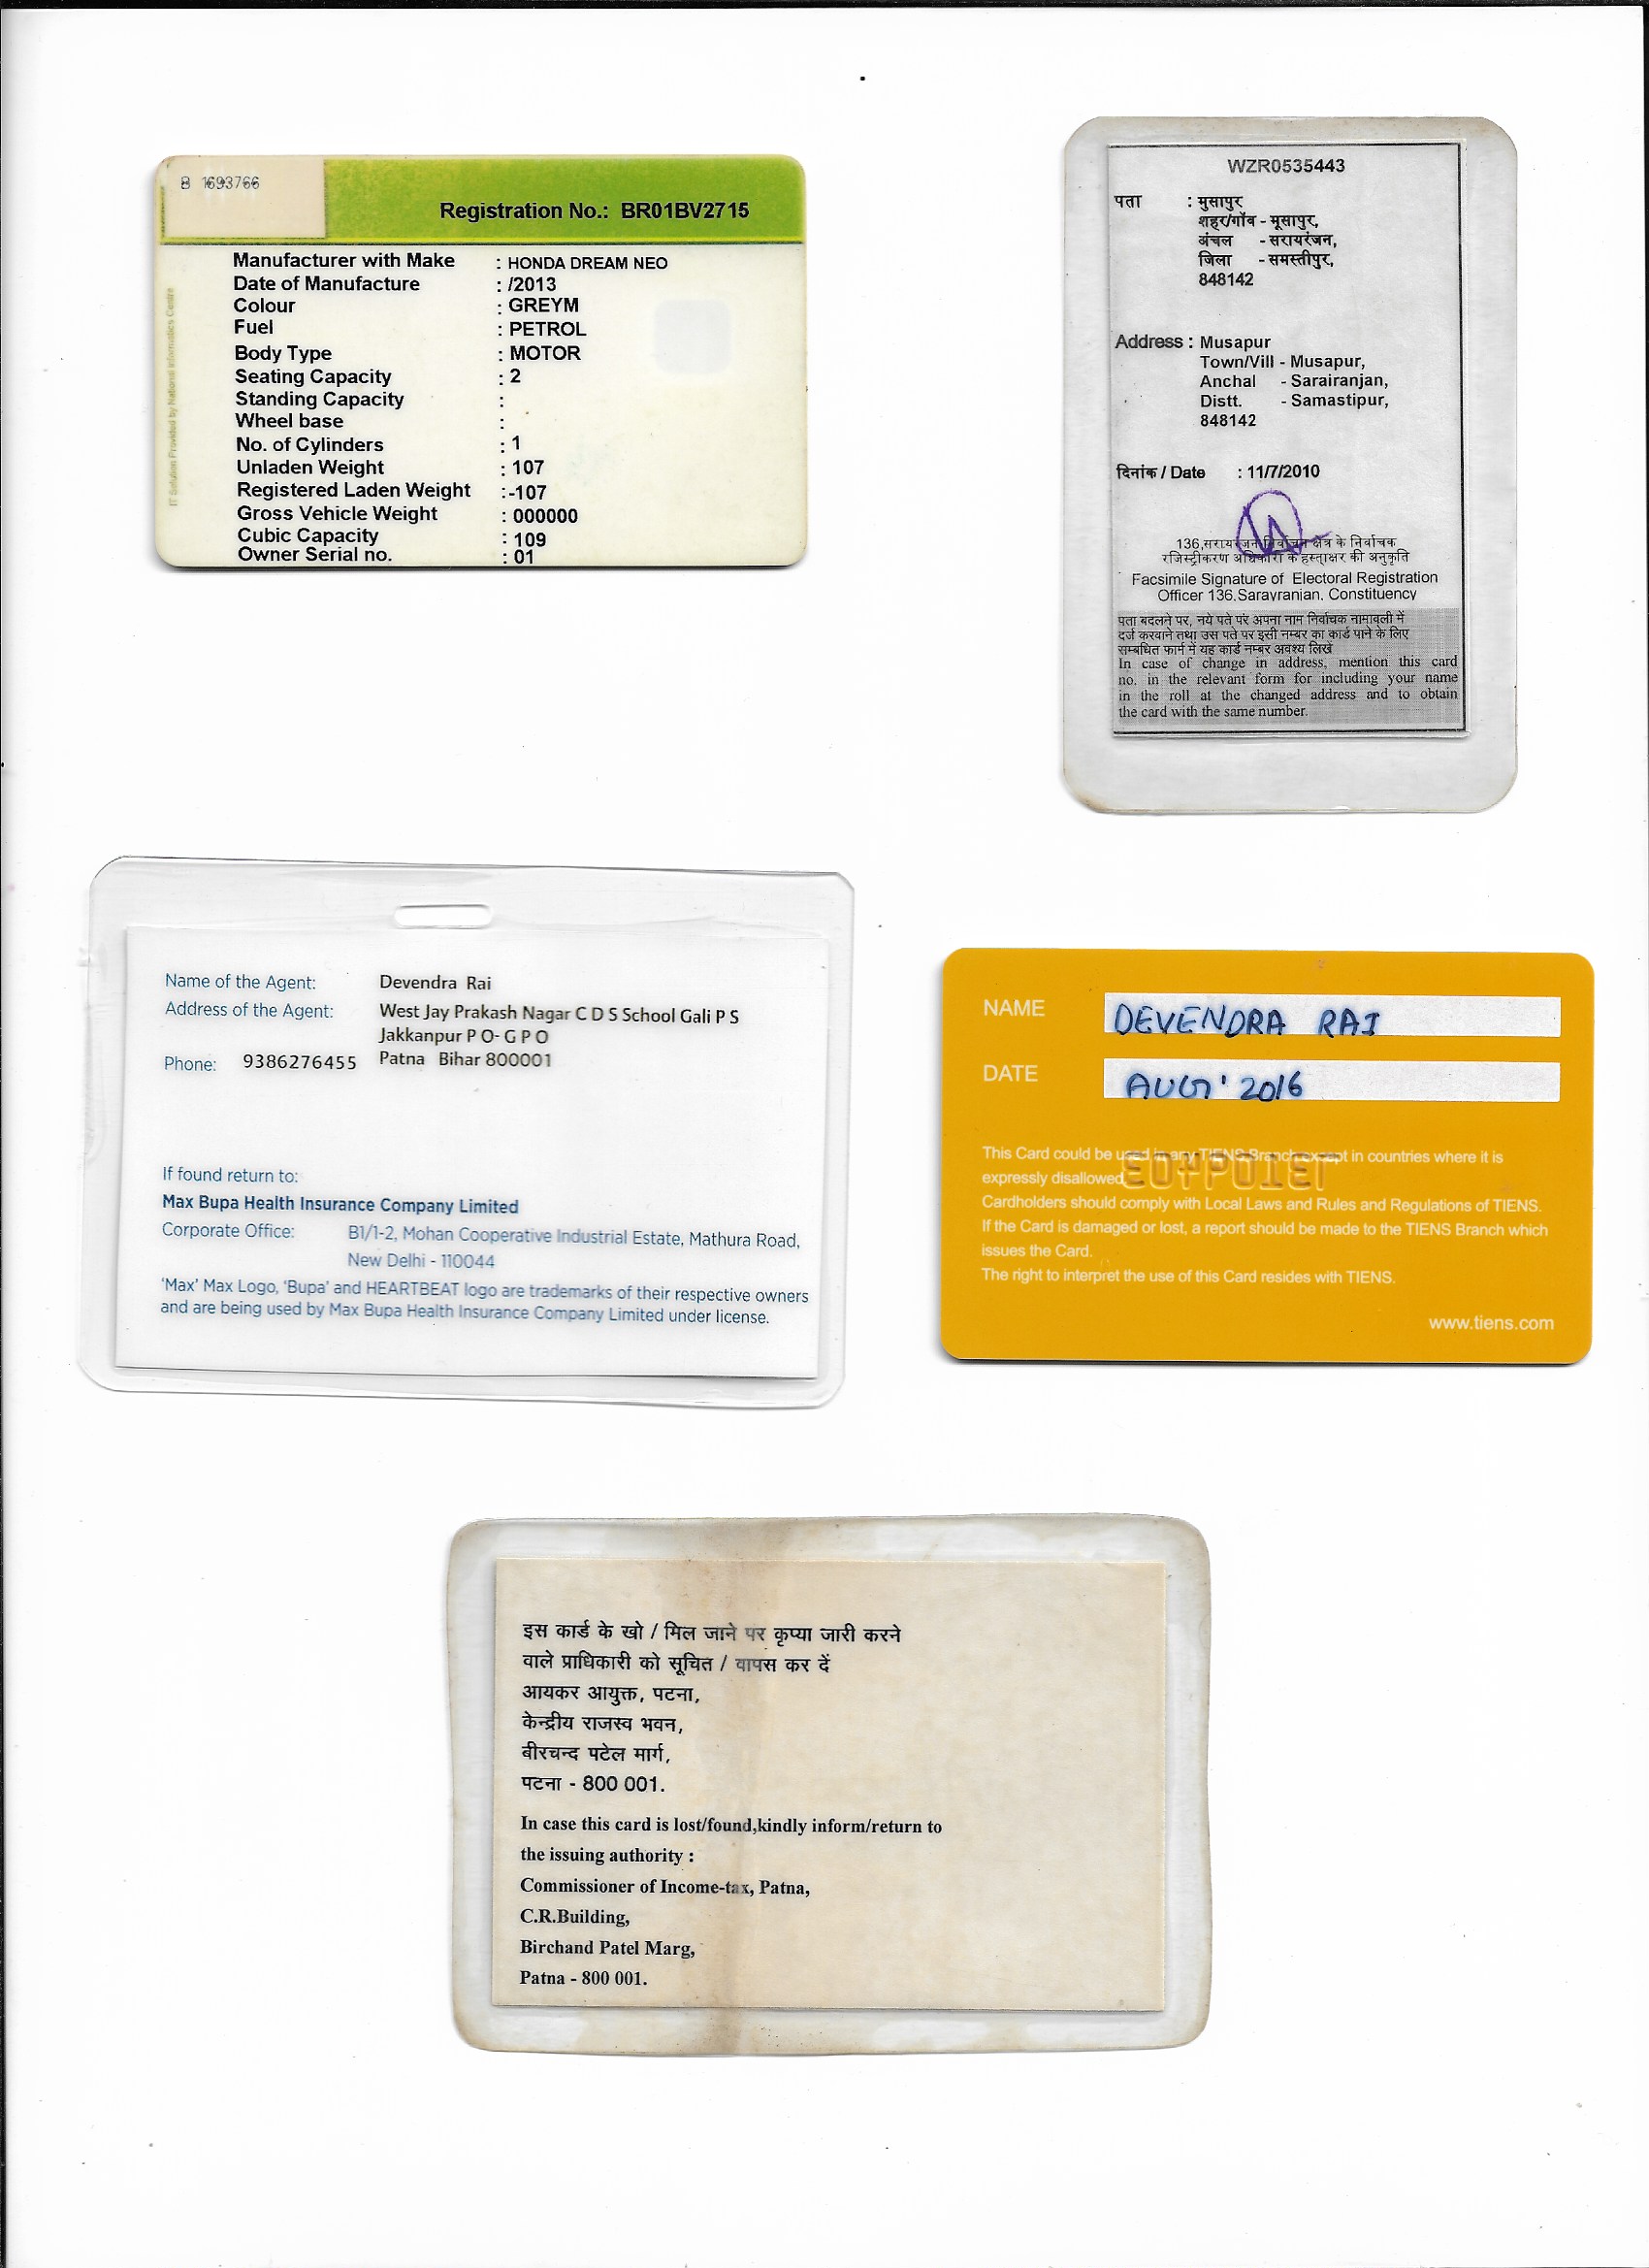 B 1693766
Registration No.: BR01BV2715
Manufacturer with Make : HONDA DREAM NEO
Date of Manufacture : /2013
Colour : GREYM
Fuel : PETROL
Body Type : MOTOR
Seating Capacity : 2
Standing Capacity :
Wheel base :
No. of Cylinders : 1
Unladen Weight : 107
Registered Laden Weight :-107
Gross Vehicle Weight : 000000
Cubic Capacity : 109
Owner Serial no. : 01
IT Solution Provided by National Informatics Centre
WZR0535443
पता : मुसापुर
शहर/गाँव - मूसापुर,
अंचल - सरायरंजन,
जिला - समस्तीपुर,
848142
Address : Musapur
Town/Vill - Musapur,
Anchal - Sarairanjan,
Distt. - Samastipur,
848142
दिनांक / Date : 11/7/2010
136,सरायरंजन निर्वाचन क्षेत्र के निर्वाचक
रजिस्ट्रीकरण अधिकारी के हस्ताक्षर की अनुकृति
Facsimile Signature of Electoral Registration
Officer 136,Sarayranjan, Constituency
पता बदलने पर, नये पते पर अपना नाम निर्वाचक नामावली में
दर्ज करवाने तथा उस पते पर इसी नम्बर का कार्ड पाने के लिए
सम्बधित फार्म में यह कार्ड नम्बर अवश्य लिखें
In case of change in address, mention this card
no. in the relevant form for including your name
in the roll at the changed address and to obtain
the card with the same number.
Name of the Agent: Devendra Rai
Address of the Agent: West Jay Prakash Nagar C D S School Gali P S
Jakkanpur P O- G P O
Phone: 9386276455 Patna Bihar 800001
If found return to:
Max Bupa Health Insurance Company Limited
Corporate Office: B1/1-2, Mohan Cooperative Industrial Estate, Mathura Road,
New Delhi - 110044
'Max' Max Logo, 'Bupa' and HEARTBEAT logo are trademarks of their respective owners
and are being used by Max Bupa Health Insurance Company Limited under license.
NAME DEVENDRA RAI
DATE AUG' 2016
This Card could be used in any TIENS Branch except in countries where it is
expressly disallowed.
Cardholders should comply with Local Laws and Rules and Regulations of TIENS.
If the Card is damaged or lost, a report should be made to the TIENS Branch which
issues the Card.
The right to interpret the use of this Card resides with TIENS.
www.tiens.com
इस कार्ड के खो / मिल जाने पर कृप्या जारी करने
वाले प्राधिकारी को सूचित / वापस कर दें
आयकर आयुक्त, पटना,
केन्द्रीय राजस्व भवन,
बीरचन्द पटेल मार्ग,
पटना - 800 001.
In case this card is lost/found,kindly inform/return to
the issuing authority :
Commissioner of Income-tax, Patna,
C.R.Building,
Birchand Patel Marg,
Patna - 800 001.